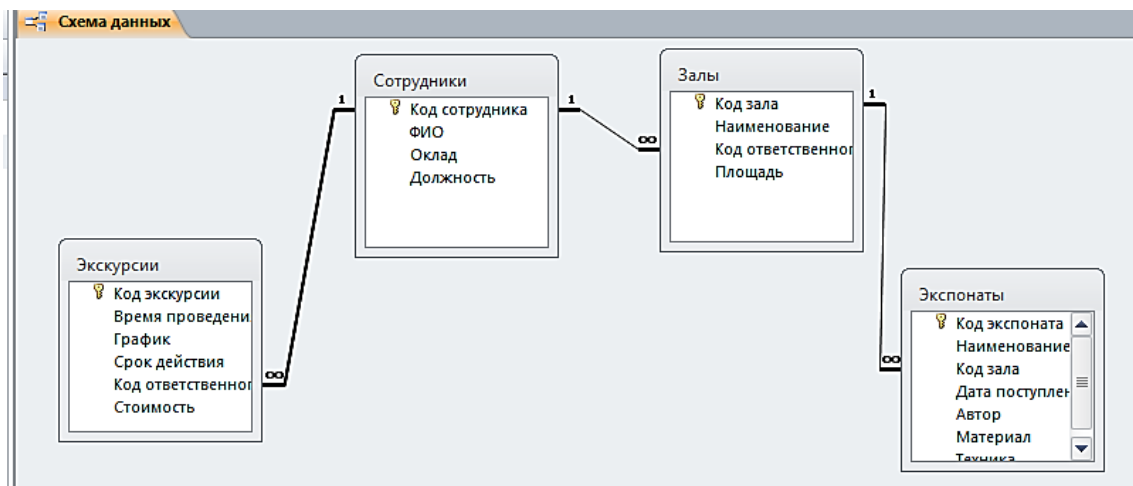 Схема данных
Сотрудники
Код сотрудника
ФИО
Оклад
Должность
1
1
∞
Залы
Код зала
Наименование
Код ответственног
Площадь
1
∞
Экскурсии
Код экскурсии
Время проведени
График
Срок действия
Код ответственног
Стоимость
∞
Экспонаты
Код экспоната
Наименование
Код зала
Дата поступлен
Автор
Материал
Техника